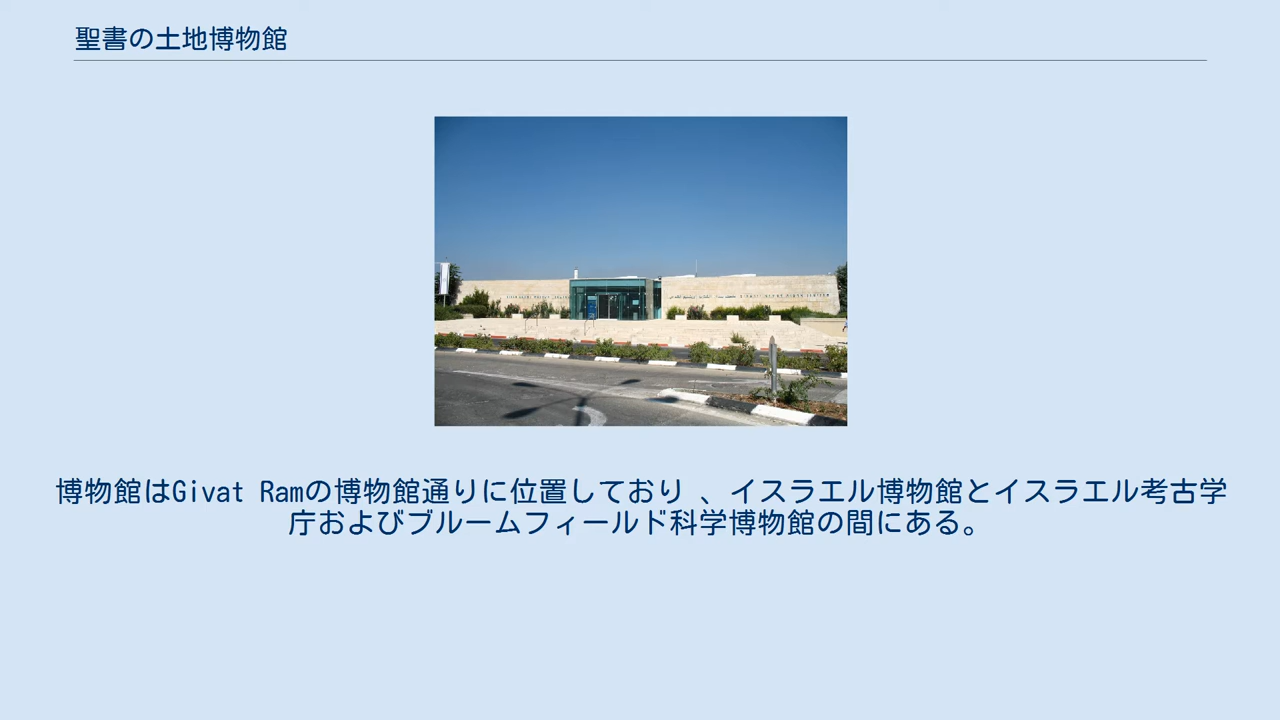 聖書の土地博物館
博物館はGivat Ramの博物館通りに位置しており 、イスラエル博物館とイスラエル考古学
庁およびブルームフィールド科学博物館の間にある。